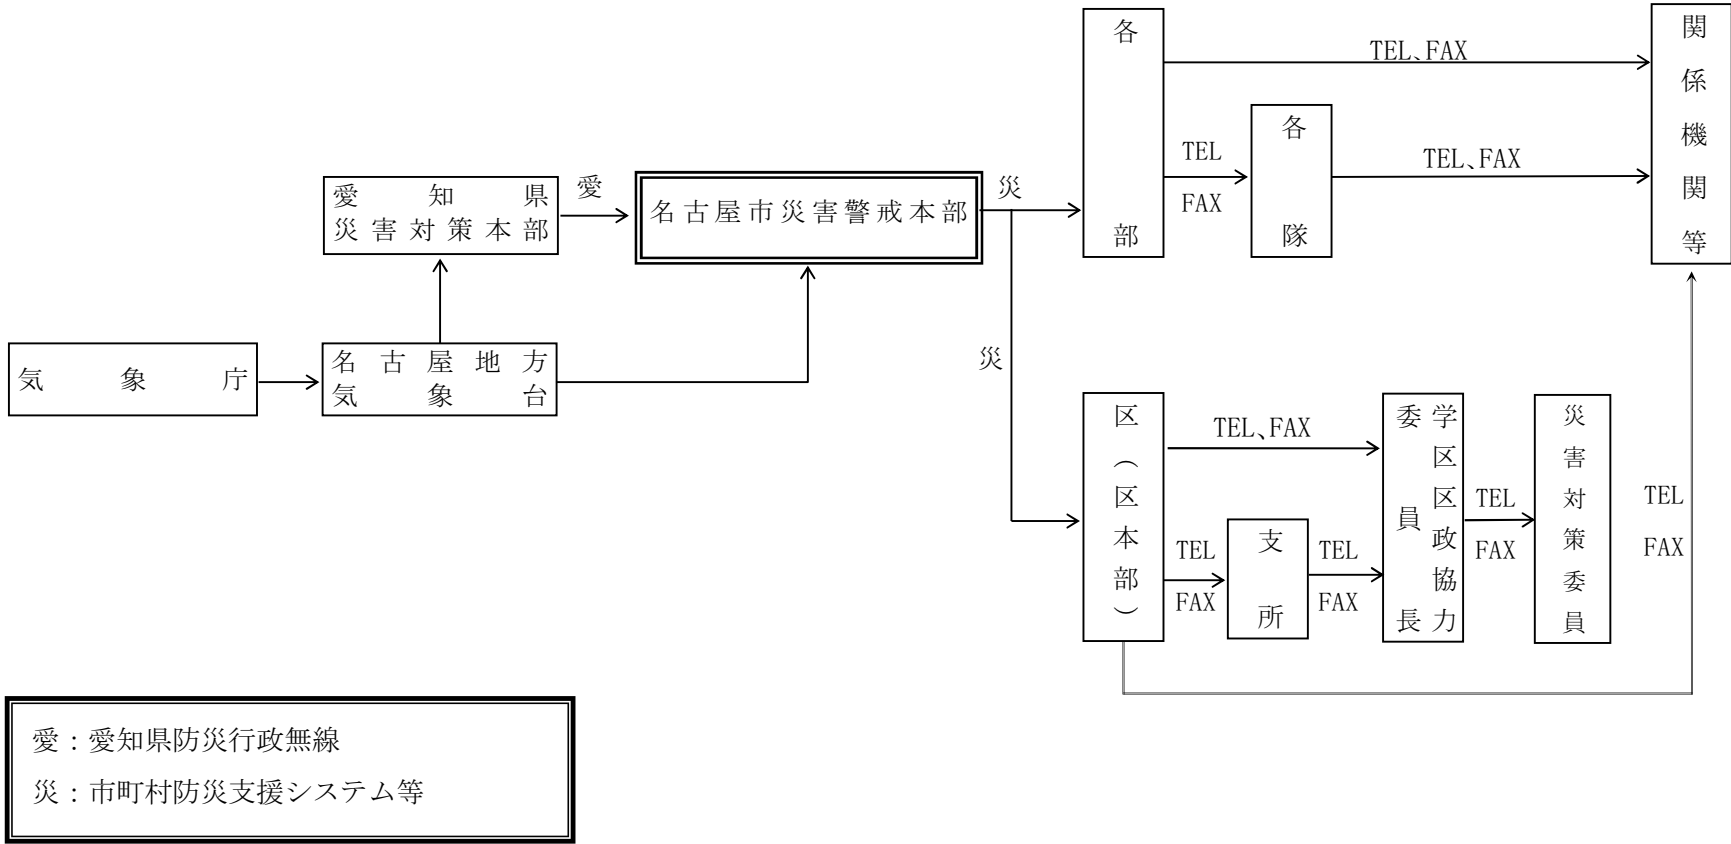 気象庁
名古屋地方
気象台
愛知県
災害対策本部
愛
名古屋市災害警戒本部
災
災
各部
TEL、FAX
TEL
FAX
各隊
TEL、FAX
関係機関等
区（区本部）
TEL、FAX
TEL
FAX
支所
TEL
FAX
学区区政協力
委員長
TEL
FAX
災害対策委員
TEL
FAX
愛：愛知県防災行政無線
災：市町村防災支援システム等